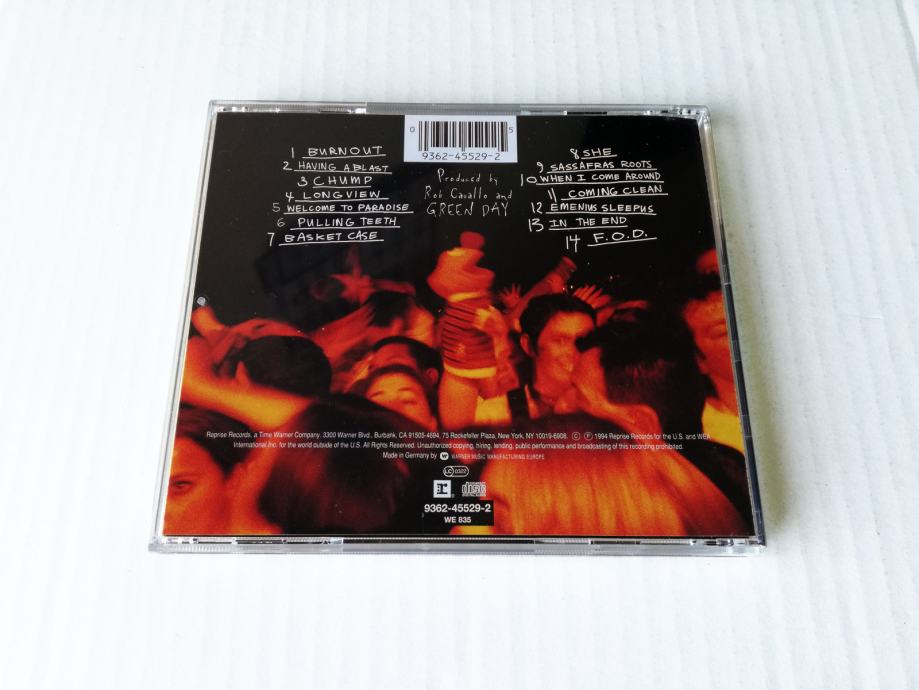 0 5
9362-45529-2
1 BURNOUT
2 HAVING A BLAST
3 CHUMP
4 LONGVIEW
5 WELCOME TO PARADISE
6 PULLING TEETH
7 BASKET CASE
Produced by
Rob Cavallo and
GREEN DAY
8 SHE
9 SASSAFRAS ROOTS
10 WHEN I COME AROUND
11 COMING CLEAN
12 EMENIUS SLEEPUS
13 IN THE END
14 F.O.D.
Reprise Records, a Time Warner Company. 3300 Warner Blvd., Burbank, CA 91505-4694. 75 Rockefeller Plaza, New York, NY 10019-6908. © ℗ 1994 Reprise Records for the U.S. and WEA
International Inc. for the world outside of the U.S. All Rights Reserved. Unauthorized copying, hiring, lending, public performance and broadcasting of this recording prohibited.
Made in Germany by WARNER MUSIC MANUFACTURING EUROPE
LC 0322
r COMPACT disc DIGITAL AUDIO
9362-45529-2
WE 835